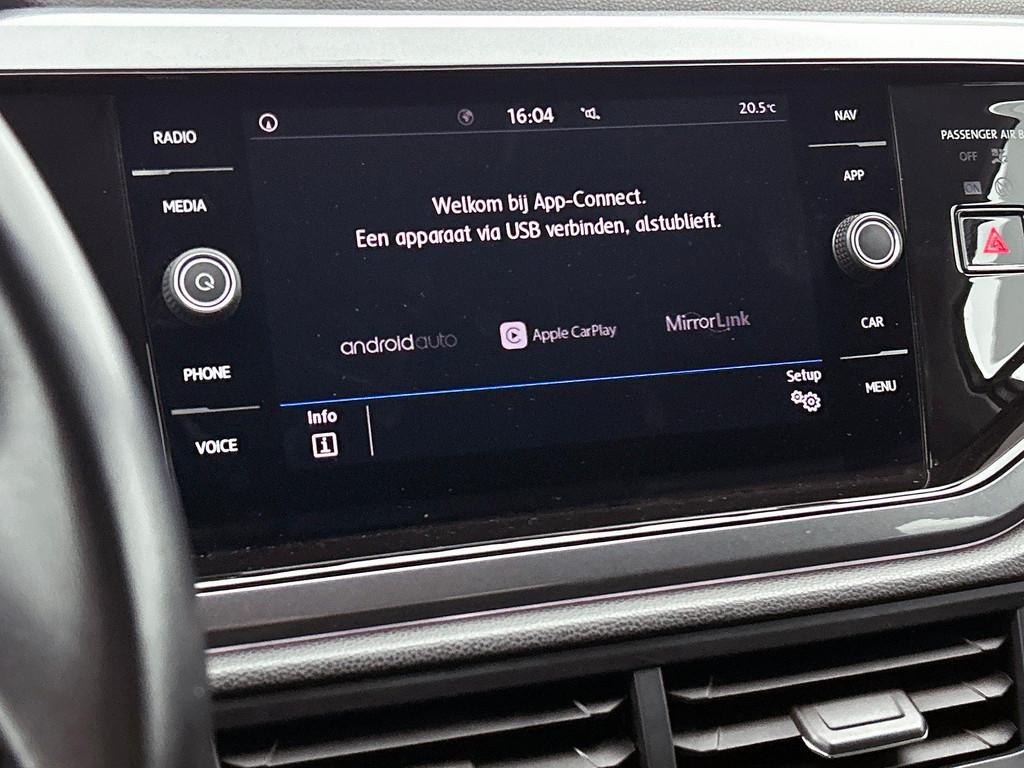 RADIO
MEDIA
PHONE
VOICE
16:04
20.5°c
Welkom bij App-Connect.
Een apparaat via USB verbinden, alstublieft.
androidauto
Apple CarPlay
MirrorLink
Info
Setup
NAV
APP
CAR
MENU
PASSENGER AIR B
OFF
ON